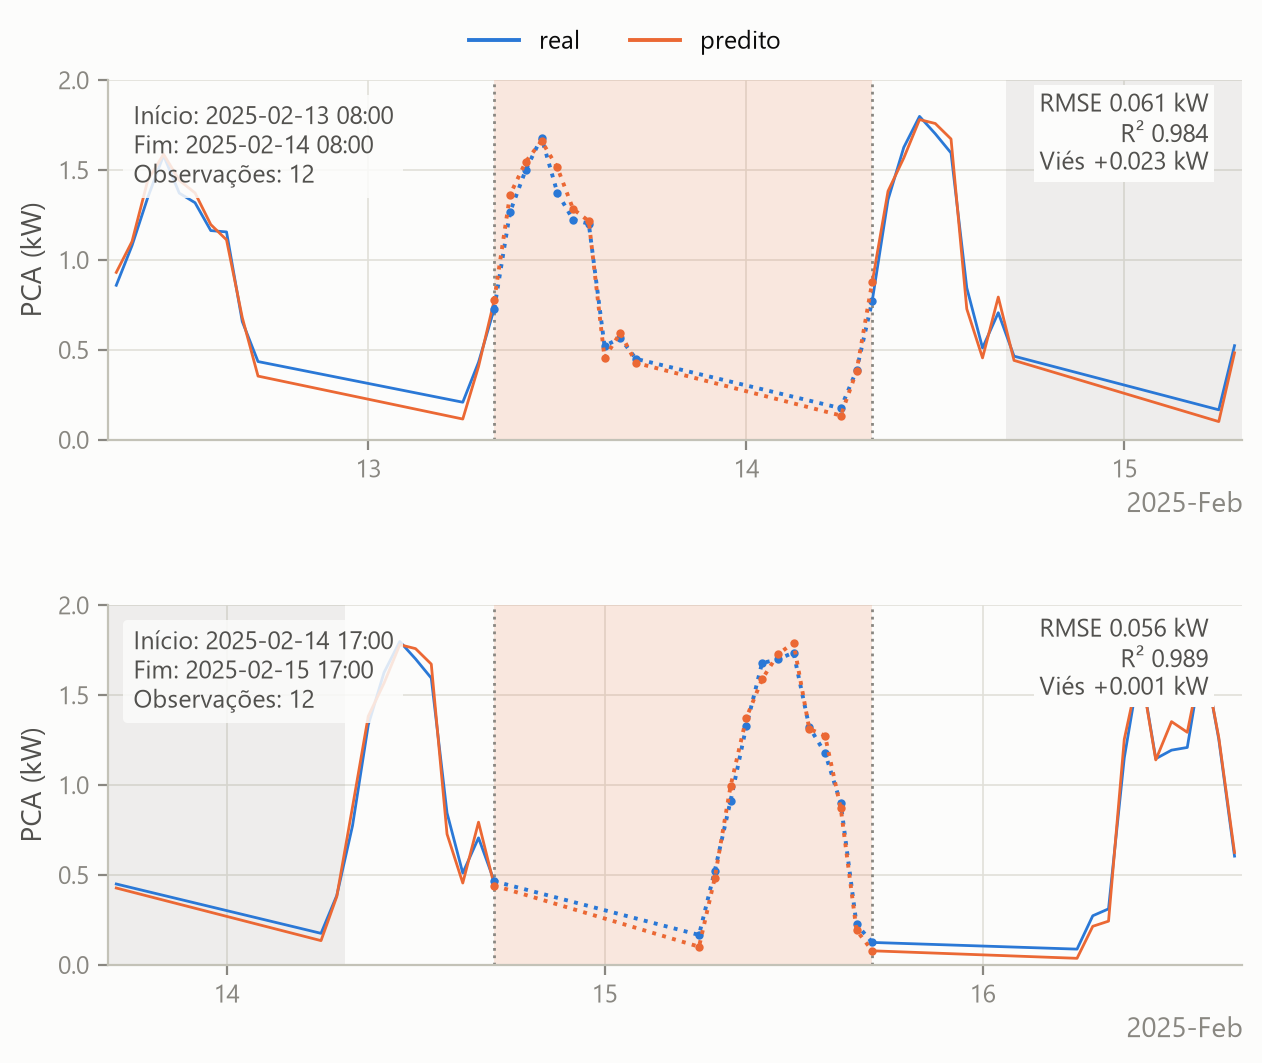 real predito
2.0
Início: 2025-02-13 08:00
Fim: 2025-02-14 08:00
Observações: 12
RMSE 0.061 kW
R² 0.984
Viés +0.023 kW
1.5
1.0
0.5
0.0
PCA (kW)
13 14 15
2025-Feb
2.0
Início: 2025-02-14 17:00
Fim: 2025-02-15 17:00
Observações: 12
RMSE 0.056 kW
R² 0.989
Viés +0.001 kW
1.5
1.0
0.5
0.0
PCA (kW)
14 15 16
2025-Feb